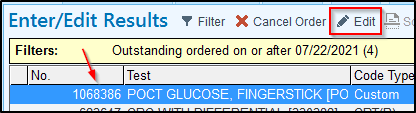 Enter/Edit Results Filter Cancel Order Edit
Filters: Outstanding ordered on or after 07/22/2021 (4)
No. Test Code Type
1068386 POCT GLUCOSE, FINGERSTICK [PO Custom